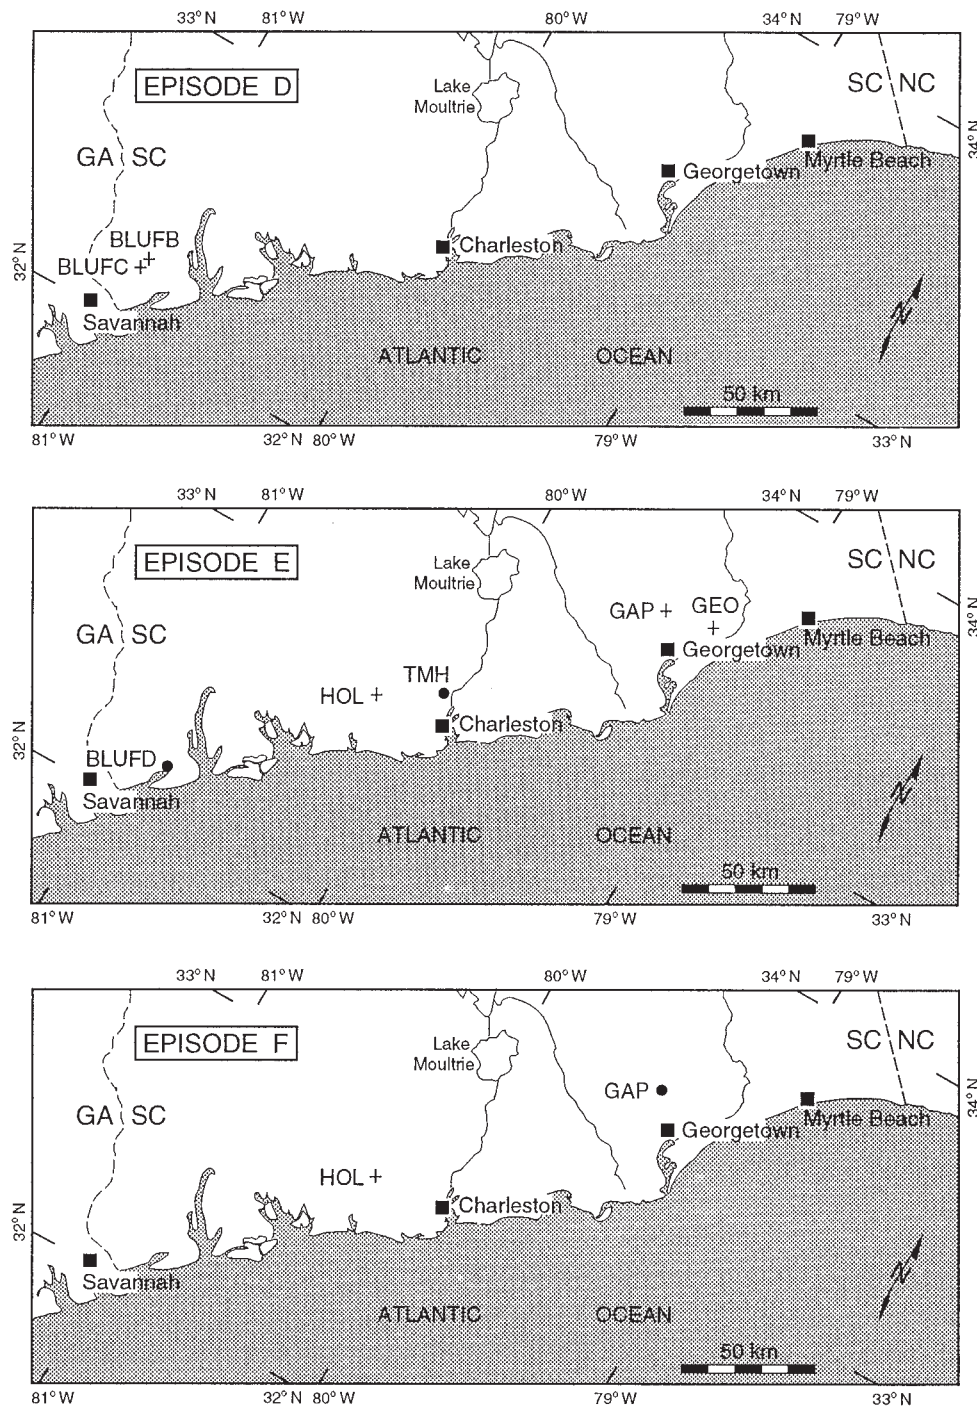 33° N 81° W 80° W 34° N 79° W
EPISODE D
Lake
Moultrie
SC NC
34° N
GA SC
Myrtle Beach
Georgetown
BLUFB
Charleston
BLUFC
32° N
Savannah
N
ATLANTIC OCEAN
50 km
81° W 32° N 80° W 79° W 33° N
33° N 81° W 80° W 34° N 79° W
EPISODE E
Lake
Moultrie
SC NC
34° N
GAP GEO
GA SC
Myrtle Beach
Georgetown
TMH
HOL
Charleston
32° N
BLUFD
Savannah
N
ATLANTIC OCEAN
50 km
81° W 32° N 80° W 79° W 33° N
33° N 81° W 80° W 34° N 79° W
EPISODE F
Lake
Moultrie
SC NC
34° N
GAP
GA SC
Myrtle Beach
Georgetown
HOL
Charleston
32° N
Savannah
N
ATLANTIC OCEAN
50 km
81° W 32° N 80° W 79° W 33° N